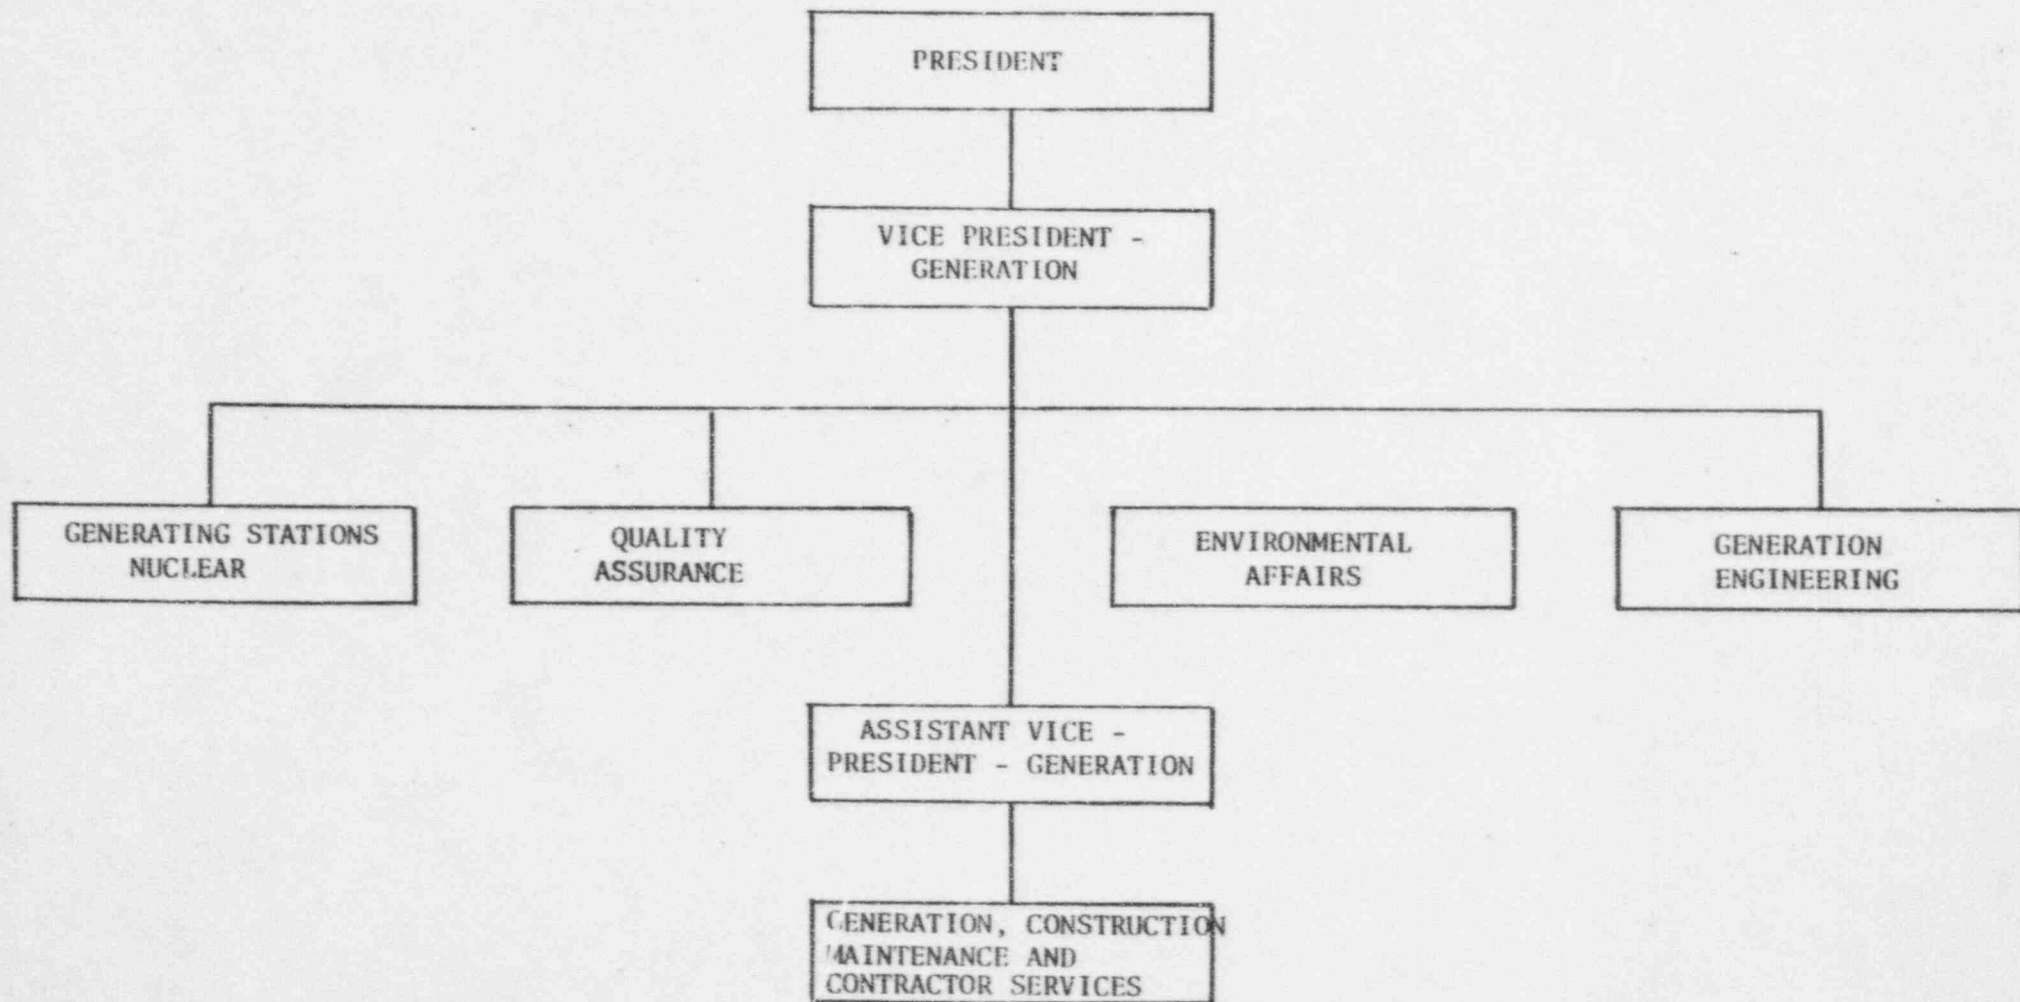 PRESIDENT
VICE PRESIDENT -
GENERATION
GENERATING STATIONS
NUCLEAR
QUALITY
ASSURANCE
ENVIRONMENTAL
AFFAIRS
GENERATION
ENGINEERING
ASSISTANT VICE -
PRESIDENT - GENERATION
GENERATION, CONSTRUCTION
MAINTENANCE AND
CONTRACTOR SERVICES